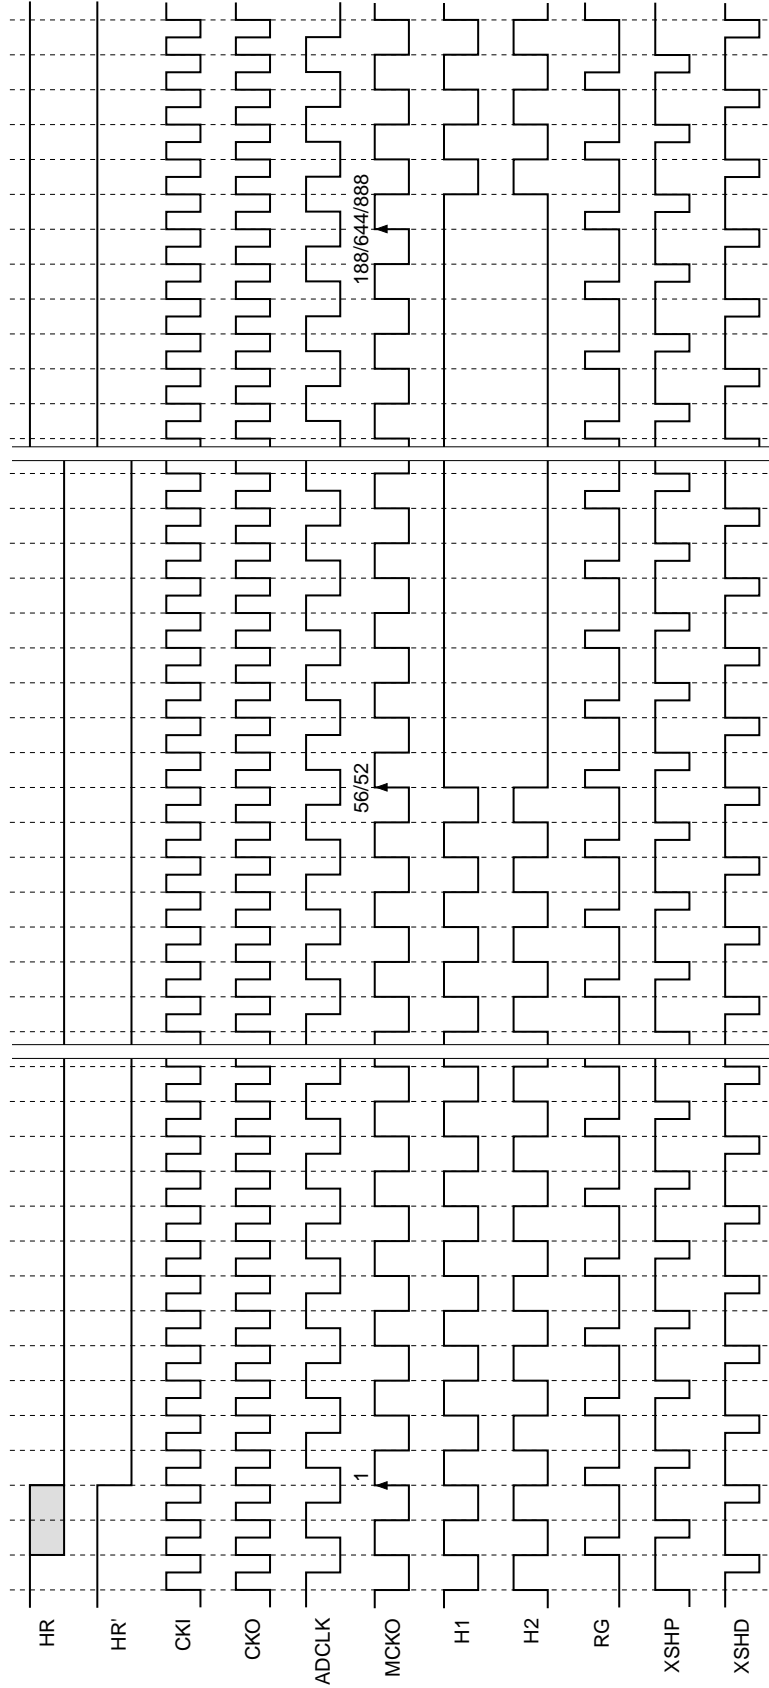 HR
HR'
CKI
CKO
ADCLK
MCKO
1
56/52
188/644/888
H1
H2
RG
XSHP
XSHD